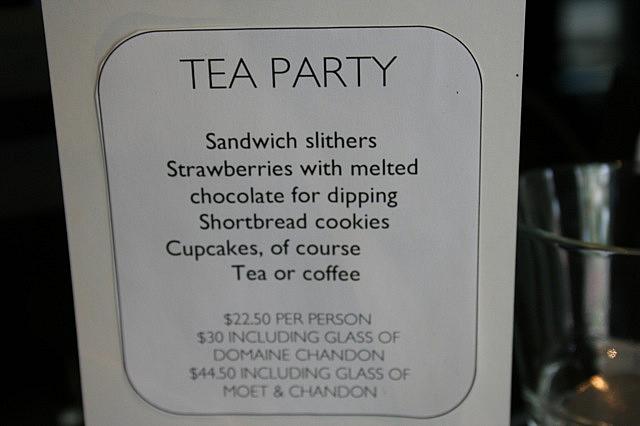 TEA PARTY
Sandwich slithers
Strawberries with melted
chocolate for dipping
Shortbread cookies
Cupcakes, of course
Tea or coffee
$22.50 PER PERSON
$30 INCLUDING GLASS OF
DOMAINE CHANDON
$44.50 INCLUDING GLASS OF
MOET & CHANDON